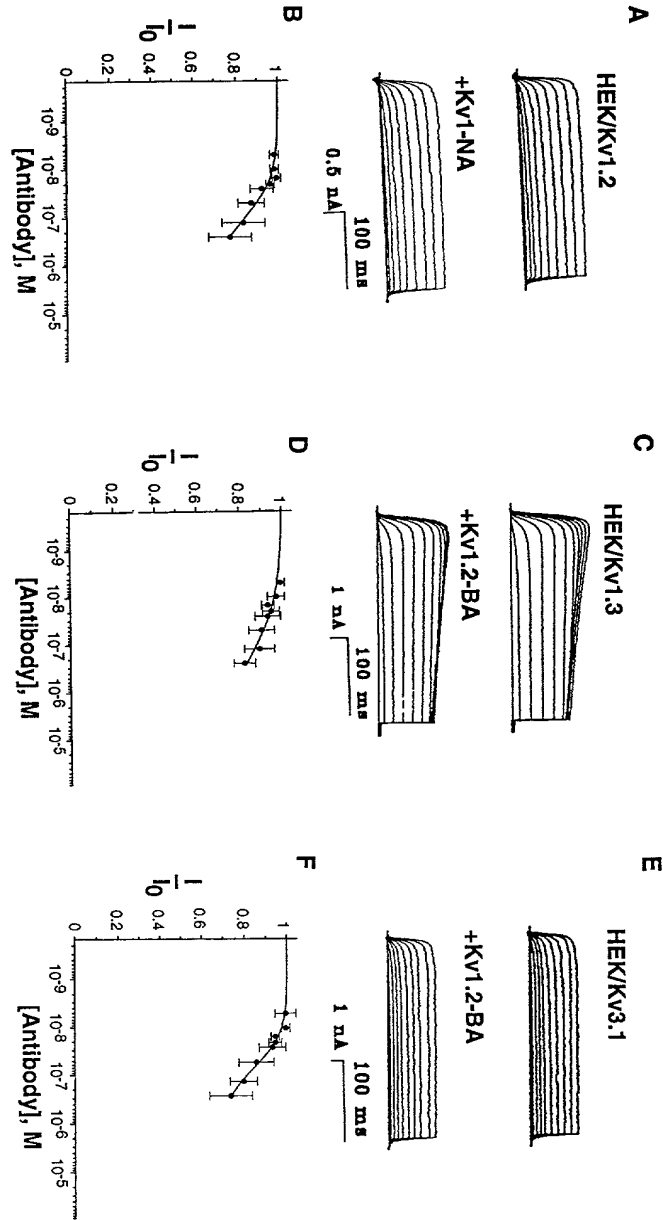 A
HEK/Kv1.2
+Kv1-NA
0.5 nA
100 ms
B
I
I0
1
0.8
0.6
0.4
0.2
0
10-9
10-8
10-7
10-6
10-5
[Antibody], M
C
HEK/Kv1.3
+Kv1.2-BA
1 nA
100 ms
D
I
I0
1
0.8
0.6
0.4
0.2
0
10-9
10-8
10-7
10-6
10-5
[Antibody], M
E
HEK/Kv3.1
+Kv1.2-BA
1 nA
100 ms
F
I
I0
1
0.8
0.6
0.4
0.2
0
10-9
10-8
10-7
10-6
10-5
[Antibody], M